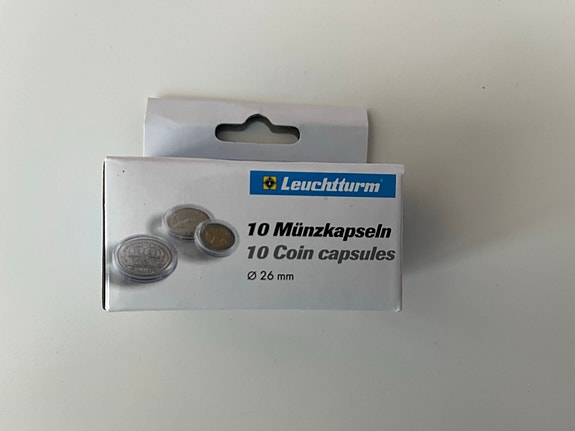 Leuchtturm
10 Münzkapseln
10 Coin capsules
Ø 26 mm